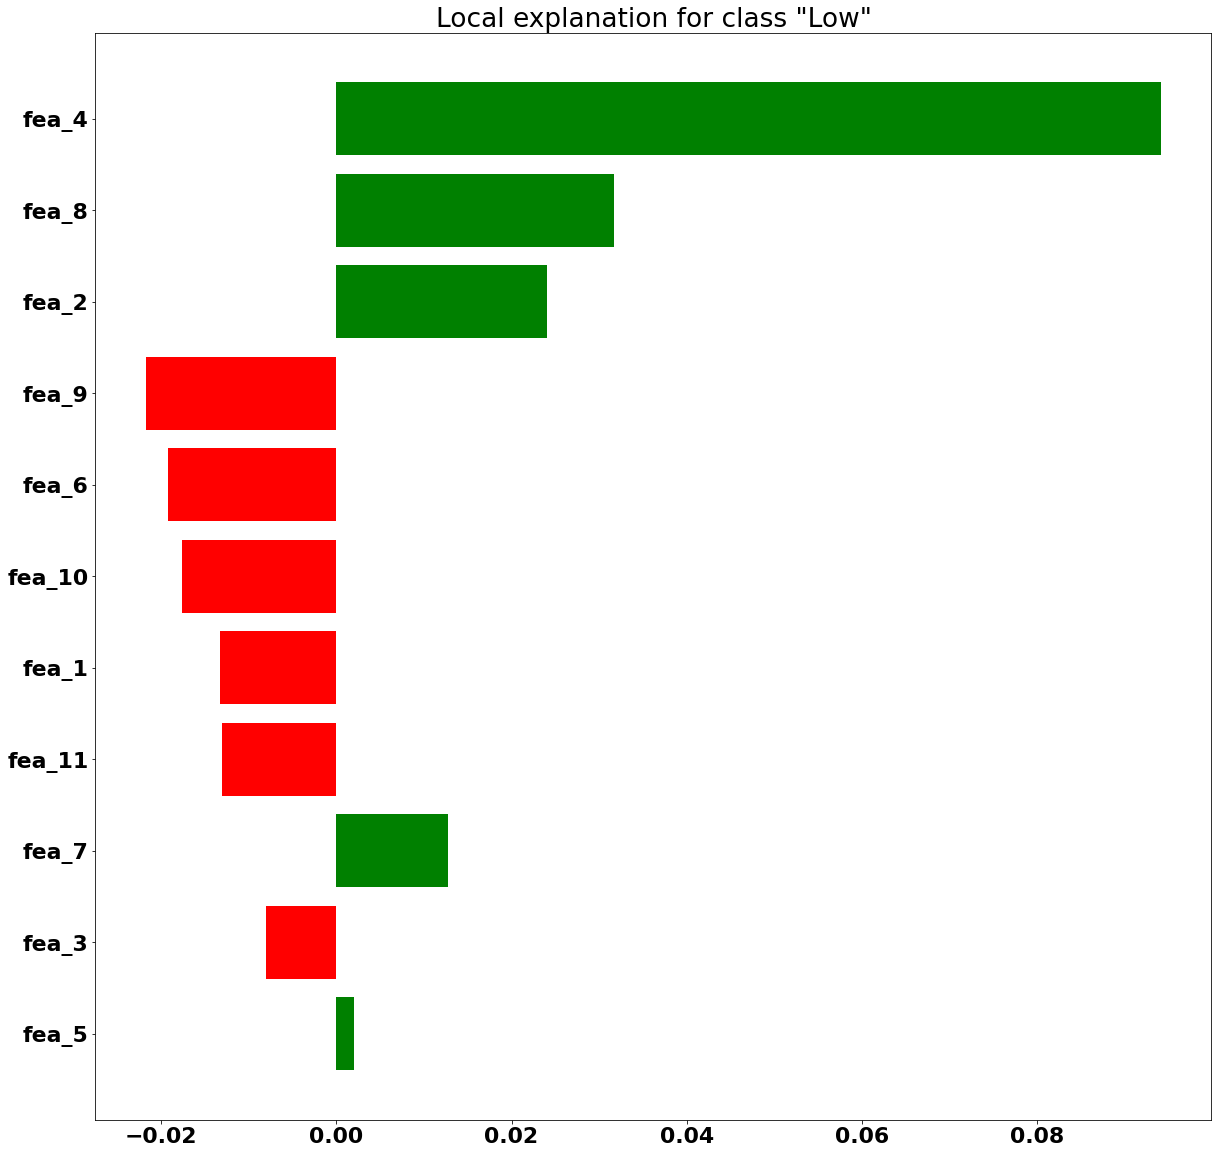 Local explanation for class "Low"
fea_4
fea_8
fea_2
fea_9
fea_6
fea_10
fea_1
fea_11
fea_7
fea_3
fea_5
−0.02 0.00 0.02 0.04 0.06 0.08